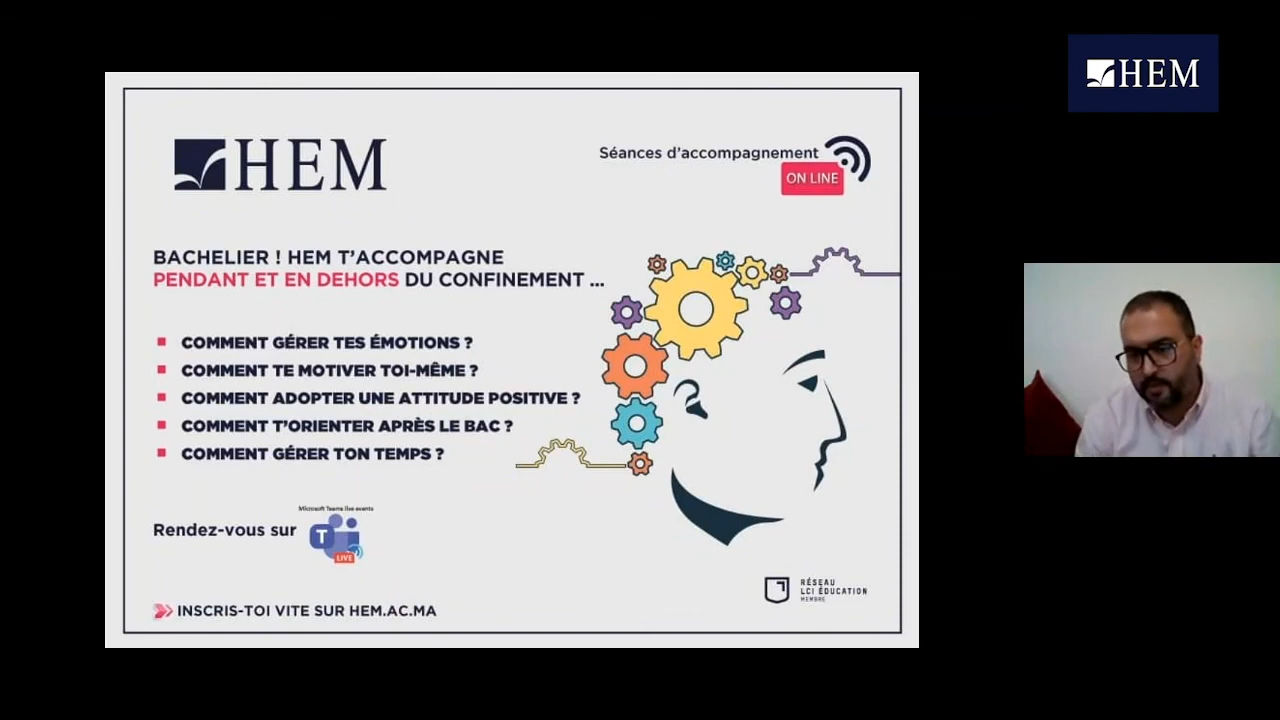 HEM
HEM
Séances d'accompagnement
ON LINE
BACHELIER ! HEM T'ACCOMPAGNE
PENDANT ET EN DEHORS DU CONFINEMENT ...
COMMENT GÉRER TES ÉMOTIONS ?
COMMENT TE MOTIVER TOI-MÊME ?
COMMENT ADOPTER UNE ATTITUDE POSITIVE ?
COMMENT T'ORIENTER APRÈS LE BAC ?
COMMENT GÉRER TON TEMPS ?
Microsoft Teams live events
Rendez-vous sur
T
LIVE
RÉSEAU
LCI ÉDUCATION
MEMBRE
INSCRIS-TOI VITE SUR HEM.AC.MA